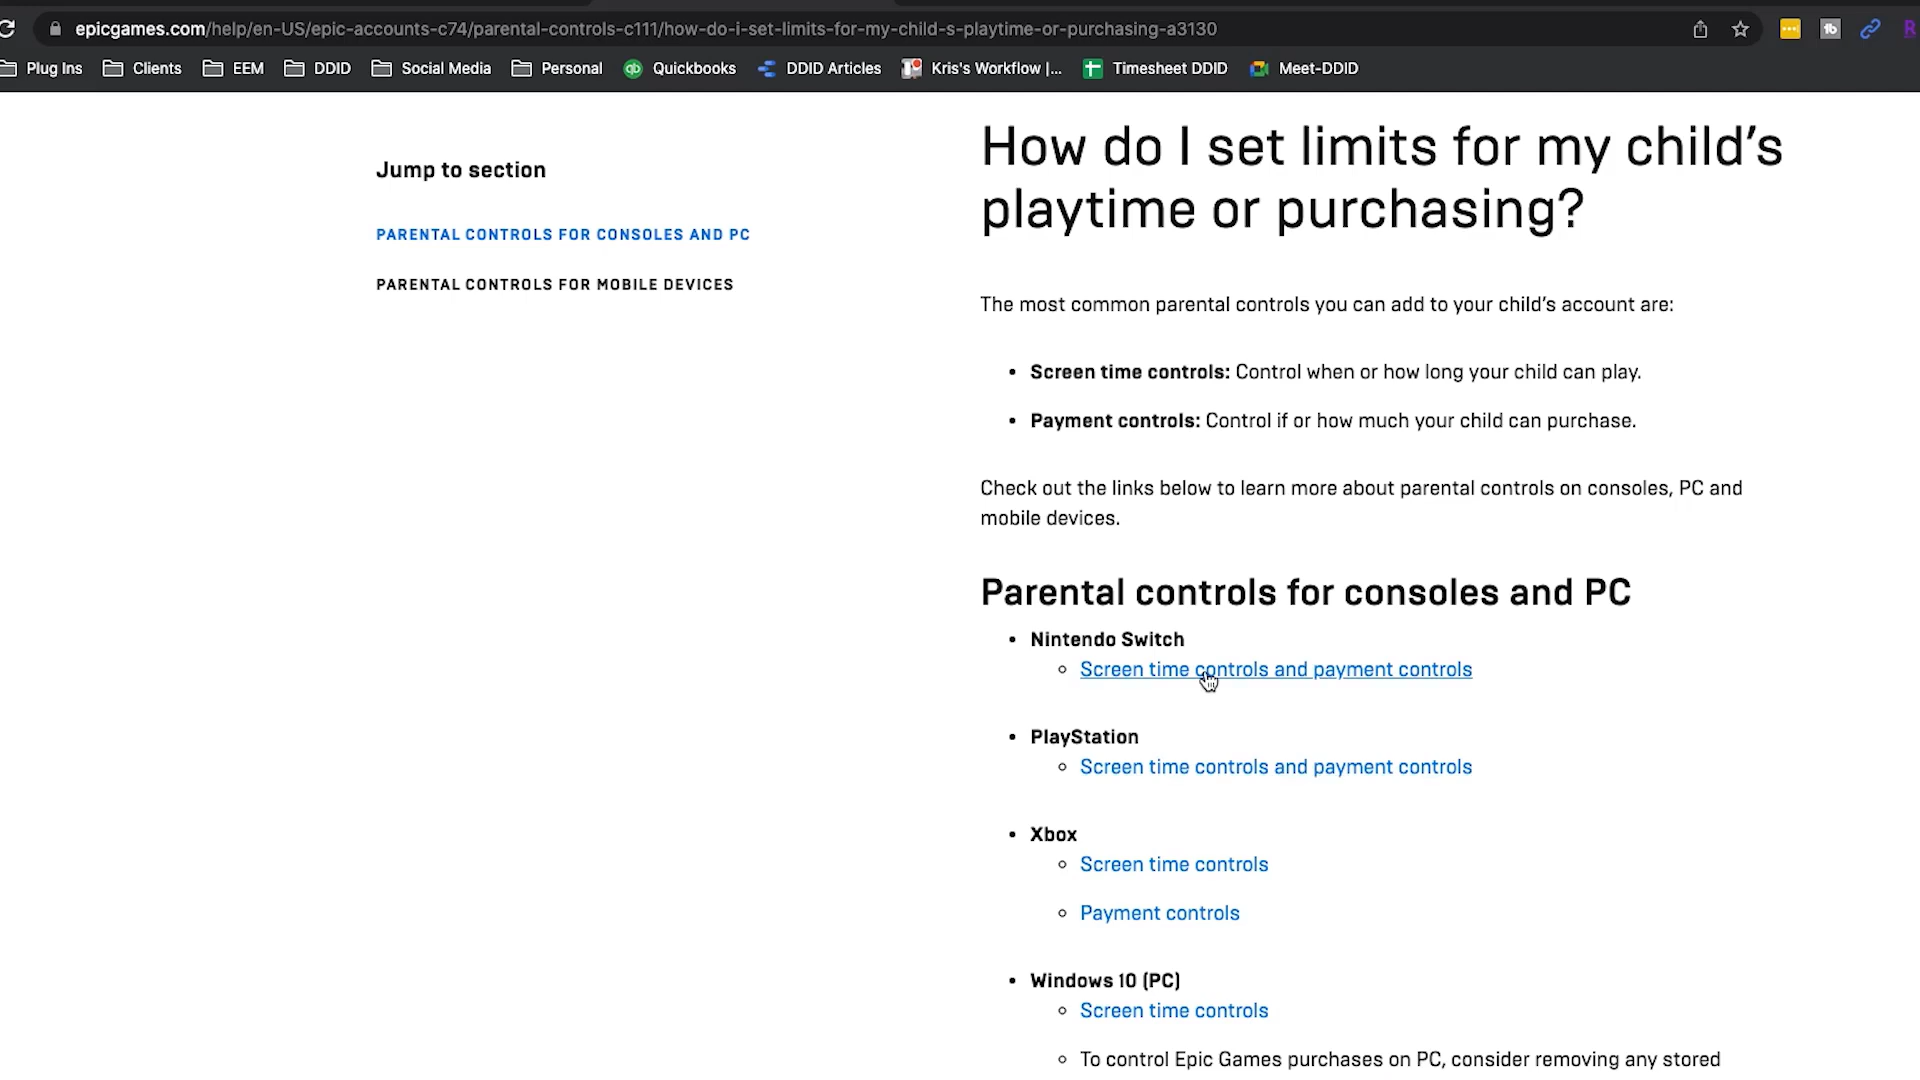 epicgames.com/help/en-US/epic-accounts-c74/parental-controls-c111/how-do-i-set-limits-for-my-child-s-playtime-or-purchasing-a3130
Plug Ins Clients EEM DDID Social Media Personal qb Quickbooks DDID Articles Kris's Workflow |... Timesheet DDID Meet-DDID
Jump to section
PARENTAL CONTROLS FOR CONSOLES AND PC
PARENTAL CONTROLS FOR MOBILE DEVICES
How do I set limits for my child’s
playtime or purchasing?
The most common parental controls you can add to your child’s account are:
• Screen time controls: Control when or how long your child can play.
• Payment controls: Control if or how much your child can purchase.
Check out the links below to learn more about parental controls on consoles, PC and
mobile devices.
Parental controls for consoles and PC
• Nintendo Switch
Screen time controls and payment controls
• PlayStation
Screen time controls and payment controls
• Xbox
Screen time controls
Payment controls
• Windows 10 (PC)
Screen time controls
To control Epic Games purchases on PC, consider removing any stored